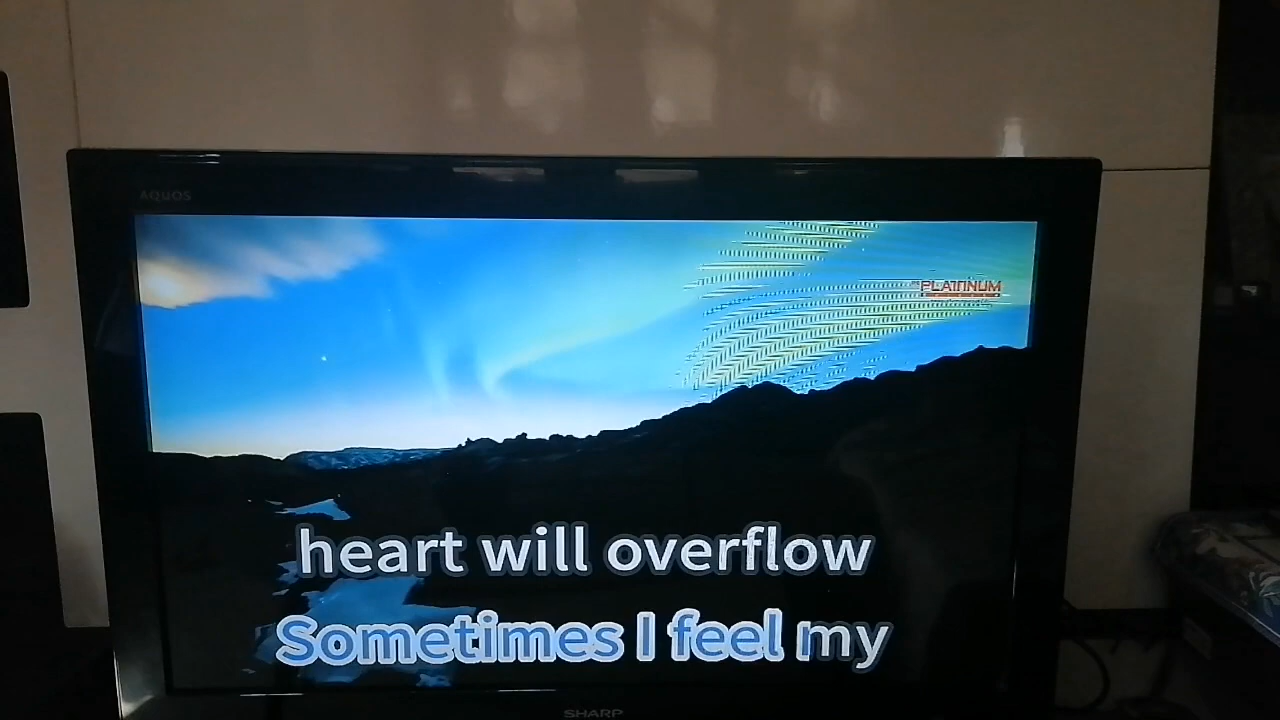 AQUOS
PLATINUM
heart will overflow
Sometimes I feel my
SHARP